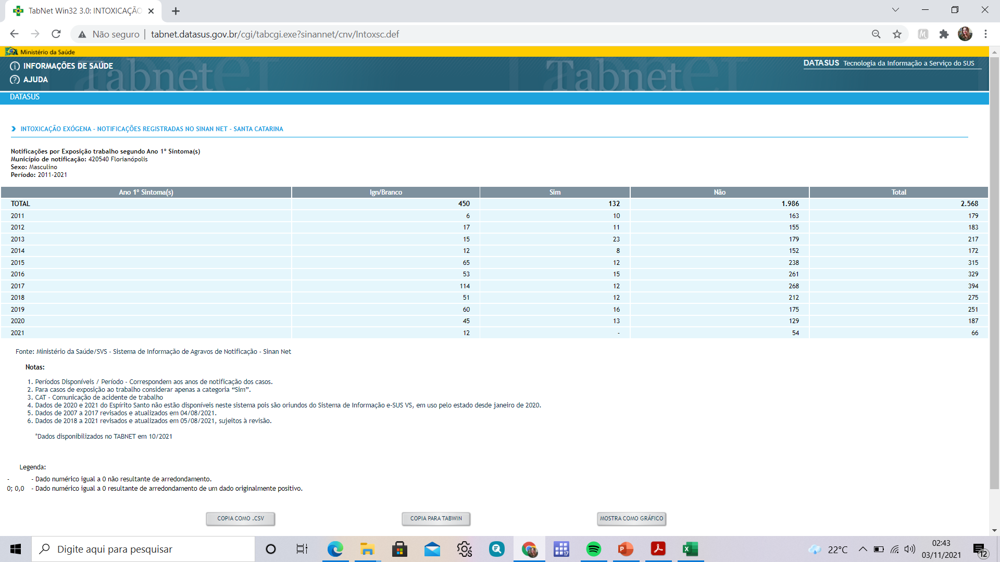 TabNet Win32 3.0: INTOXICAÇÃO
Não seguro | tabnet.datasus.gov.br/cgi/tabcgi.exe?sinannet/cnv/Intoxsc.def
Ministério da Saúde
INFORMAÇÕES DE SAÚDE
AJUDA
Tabnet
Tabnet
DATASUS Tecnologia da Informação a Serviço do SUS
DATASUS
INTOXICAÇÃO EXÓGENA - NOTIFICAÇÕES REGISTRADAS NO SINAN NET - SANTA CATARINA
Notificações por Exposição trabalho segundo Ano 1º Sintoma(s)
Município de notificação: 420540 Florianópolis
Sexo: Masculino
Período: 2011-2021
Ano 1º Sintoma(s) Ign/Branco Sim Não Total
TOTAL 450 132 1.986 2.568
2011 6 10 163 179
2012 17 11 155 183
2013 15 23 179 217
2014 12 8 152 172
2015 65 12 238 315
2016 53 15 261 329
2017 114 12 268 394
2018 51 12 212 275
2019 60 16 175 251
2020 45 13 129 187
2021 12 - 54 66
Fonte: Ministério da Saúde/SVS - Sistema de Informação de Agravos de Notificação - Sinan Net
Notas:
1. Períodos Disponíveis / Período - Correspondem aos anos de notificação dos casos.
2. Para casos de exposição ao trabalho considerar apenas a categoria “Sim”.
3. CAT - Comunicação de acidente de trabalho
4. Dados de 2020 e 2021 do Espírito Santo não estão disponíveis neste sistema pois são oriundos do Sistema de Informação e-SUS VS, em uso pelo estado desde janeiro de 2020.
5. Dados de 2007 a 2017 revisados e atualizados em 04/08/2021.
6. Dados de 2018 a 2021 revisados e atualizados em 05/08/2021, sujeitos à revisão.
*Dados disponibilizados no TABNET em 10/2021
Legenda:
- - Dado numérico igual a 0 não resultante de arredondamento.
0; 0,0 - Dado numérico igual a 0 resultante de arredondamento de um dado originalmente positivo.
COPIA COMO .CSV COPIA PARA TABWIN MOSTRA COMO GRÁFICO
Digite aqui para pesquisar
17
22°C
02:43
03/11/2021
12